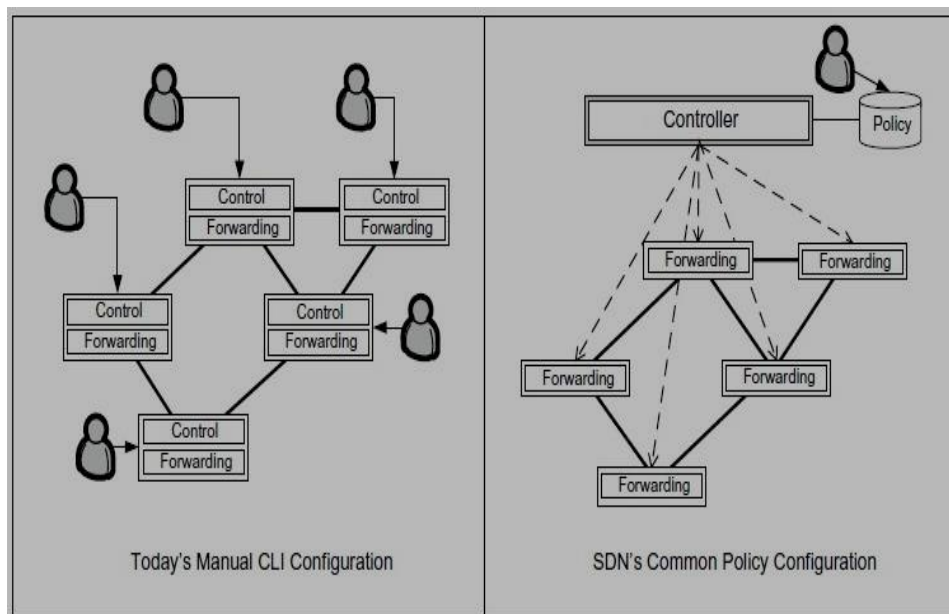 Control
Forwarding
Control
Forwarding
Control
Forwarding
Control
Forwarding
Control
Forwarding
Today's Manual CLI Configuration
Controller
Policy
Forwarding
Forwarding
Forwarding
Forwarding
Forwarding
SDN's Common Policy Configuration